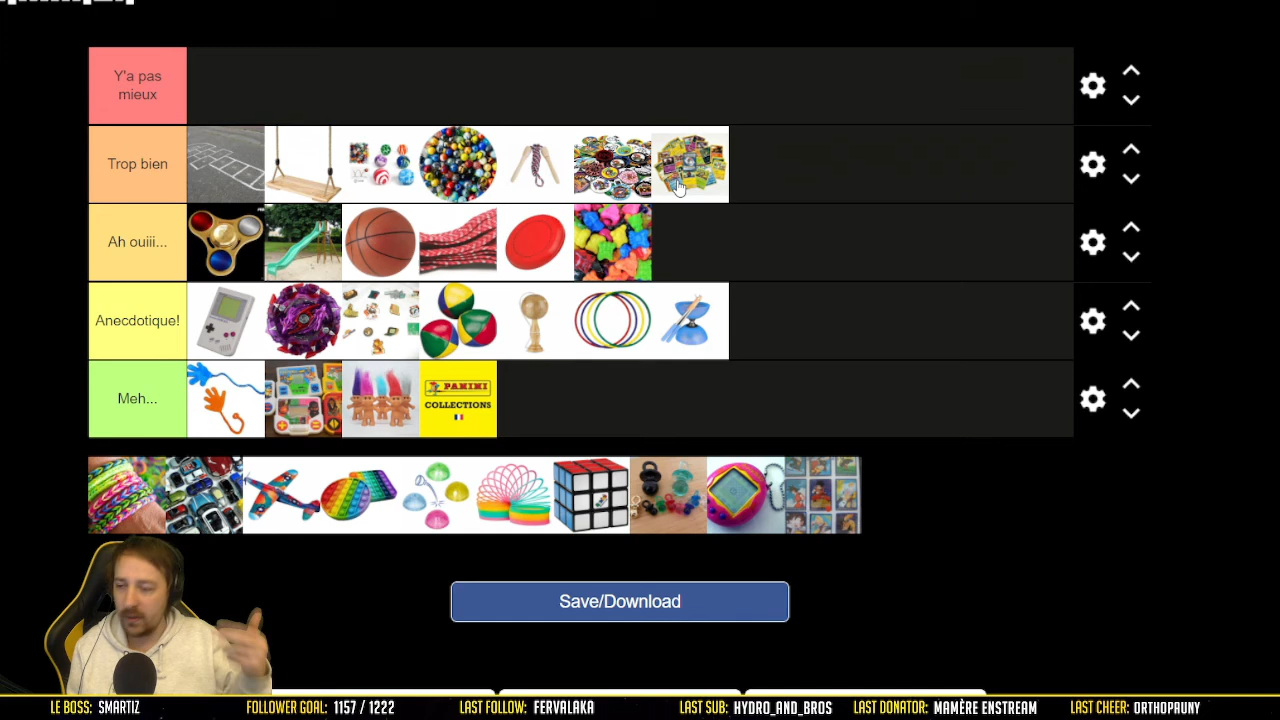 Y'a pas
mieux
Trop bien
Ah ouiii...
Anecdotique!
Meh...
PANINI
COLLECTIONS
Save/Download
LE BOSS: SMARTIZ
FOLLOWER GOAL: 1157 / 1222
LAST FOLLOW: FERVALAKA
LAST SUB: HYDRO_AND_BROS
LAST DONATOR: MAMÈRE ENSTREAM
LAST CHEER: ORTHOPAUNY